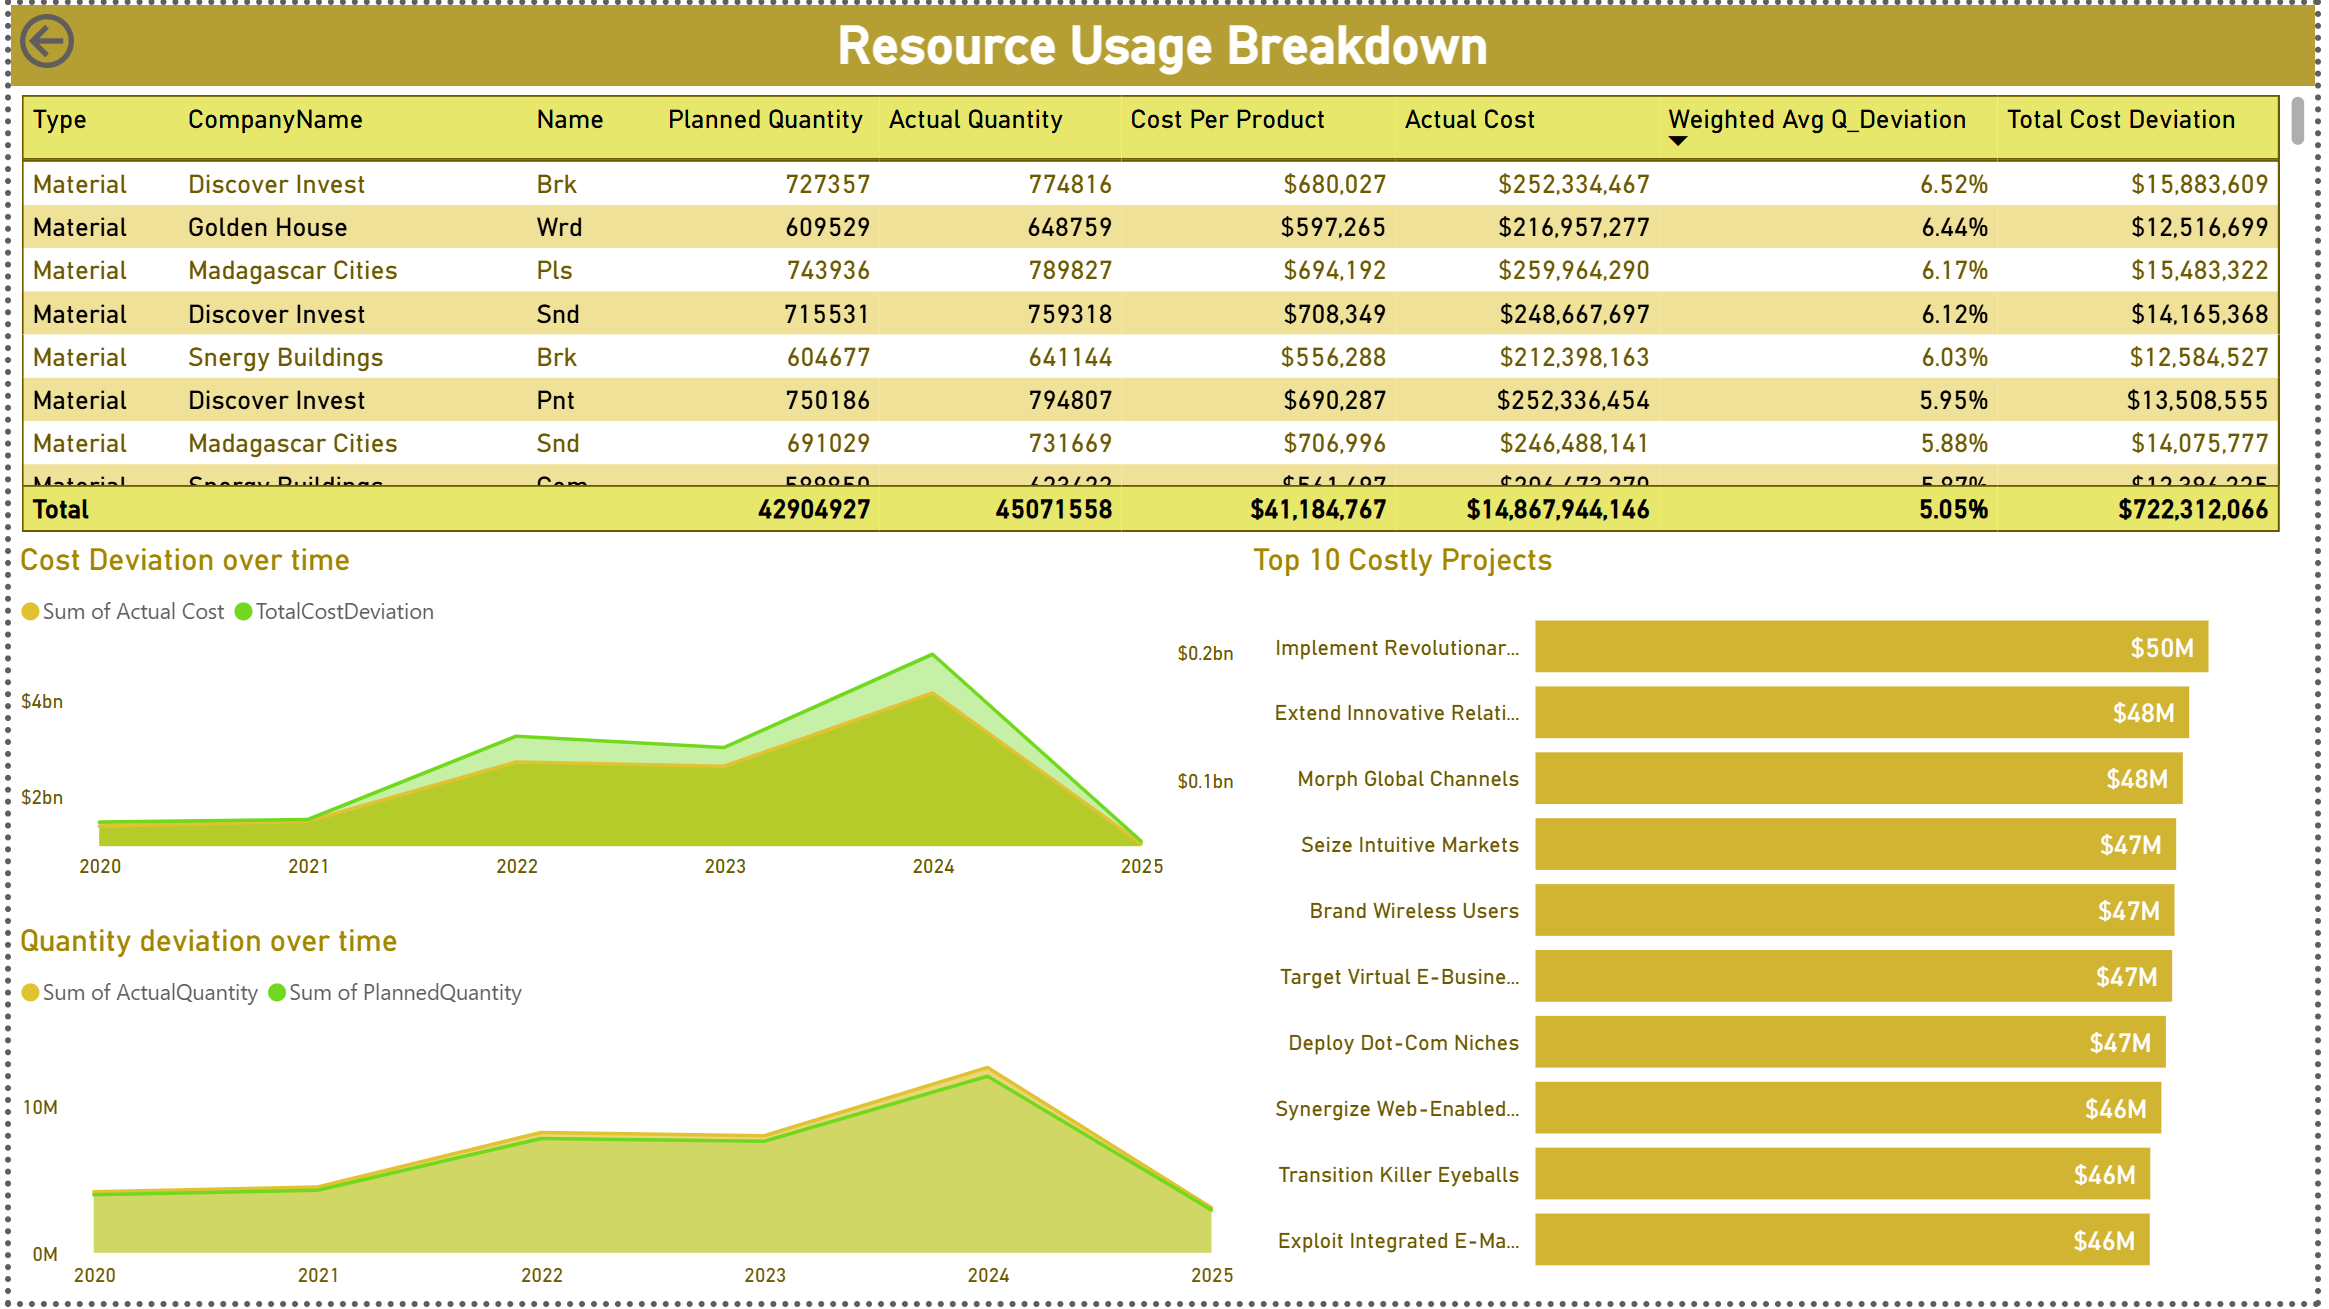 Resource Usage Breakdown
Type CompanyName Name Planned Quantity Actual Quantity Cost Per Product Actual Cost Weighted Avg Q_Deviation Total Cost Deviation
Material Discover Invest Brk 727357 774816 $680,027 $252,334,467 6.52% $15,883,609
Material Golden House Wrd 609529 648759 $597,265 $216,957,277 6.44% $12,516,699
Material Madagascar Cities Pls 743936 789827 $694,192 $259,964,290 6.17% $15,483,322
Material Discover Invest Snd 715531 759318 $708,349 $248,667,697 6.12% $14,165,368
Material Snergy Buildings Brk 604677 641144 $556,288 $212,398,163 6.03% $12,584,527
Material Discover Invest Pnt 750186 794807 $690,287 $252,336,454 5.95% $13,508,555
Material Madagascar Cities Snd 691029 731669 $706,996 $246,488,141 5.88% $14,075,777
Material Snergy Buildings
Total 42904927 45071558 $41,184,767 $14,867,944,146 5.05% $722,312,066
Cost Deviation over time
Sum of Actual Cost TotalCostDeviation
$4bn
$2bn
$0.2bn
$0.1bn
2020 2021 2022 2023 2024 2025
Quantity deviation over time
Sum of ActualQuantity Sum of PlannedQuantity
10M
0M
2020 2021 2022 2023 2024 2025
Top 10 Costly Projects
Implement Revolutionar... $50M
Extend Innovative Relati... $48M
Morph Global Channels $48M
Seize Intuitive Markets $47M
Brand Wireless Users $47M
Target Virtual E-Busine... $47M
Deploy Dot-Com Niches $47M
Synergize Web-Enabled... $46M
Transition Killer Eyeballs $46M
Exploit Integrated E-Ma... $46M